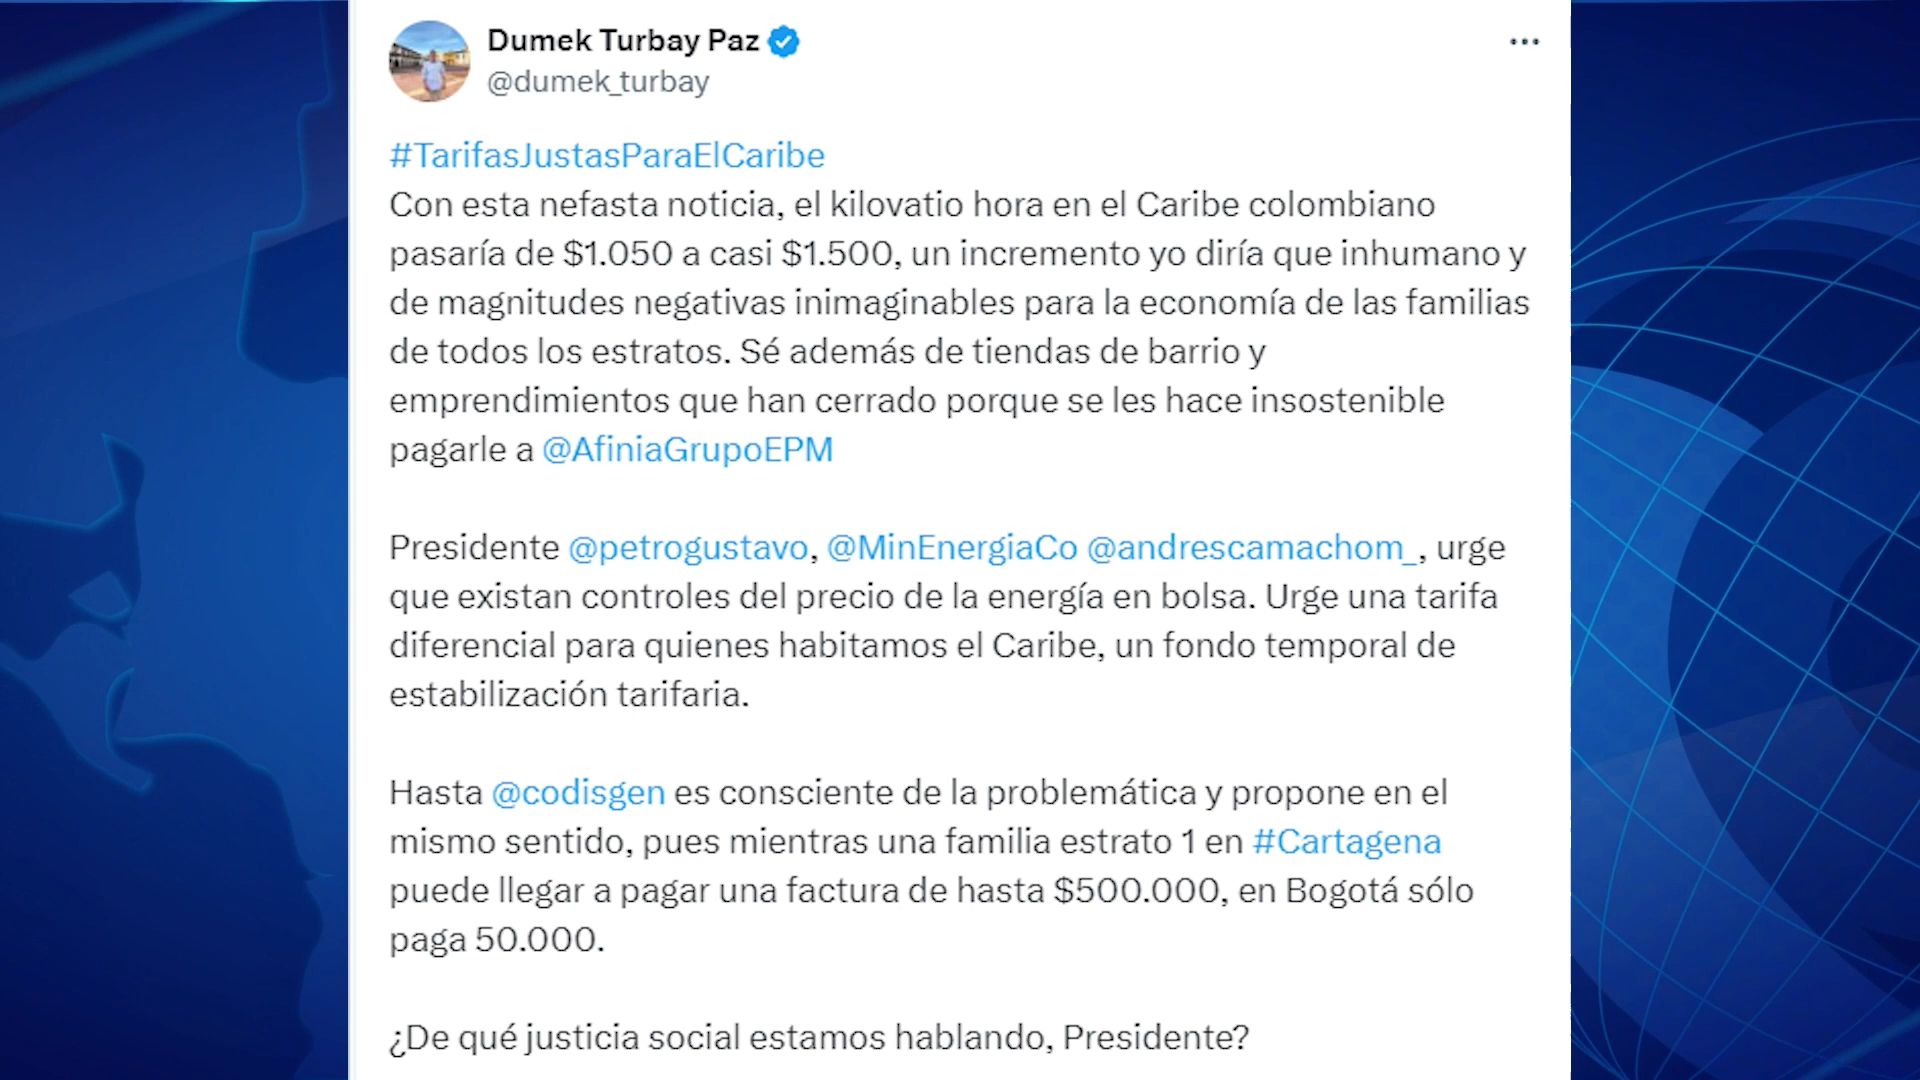 Dumek Turbay Paz
@dumek_turbay
#TarifasJustasParaElCaribe
Con esta nefasta noticia, el kilovatio hora en el Caribe colombiano
pasaría de $1.050 a casi $1.500, un incremento yo diría que inhumano y
de magnitudes negativas inimaginables para la economía de las familias
de todos los estratos. Sé además de tiendas de barrio y
emprendimientos que han cerrado porque se les hace insostenible
pagarle a @AfiniaGrupoEPM
Presidente @petrogustavo, @MinEnergiaCo @andrescamachom_, urge
que existan controles del precio de la energía en bolsa. Urge una tarifa
diferencial para quienes habitamos el Caribe, un fondo temporal de
estabilización tarifaria.
Hasta @codisgen es consciente de la problemática y propone en el
mismo sentido, pues mientras una familia estrato 1 en #Cartagena
puede llegar a pagar una factura de hasta $500.000, en Bogotá sólo
paga 50.000.
¿De qué justicia social estamos hablando, Presidente?